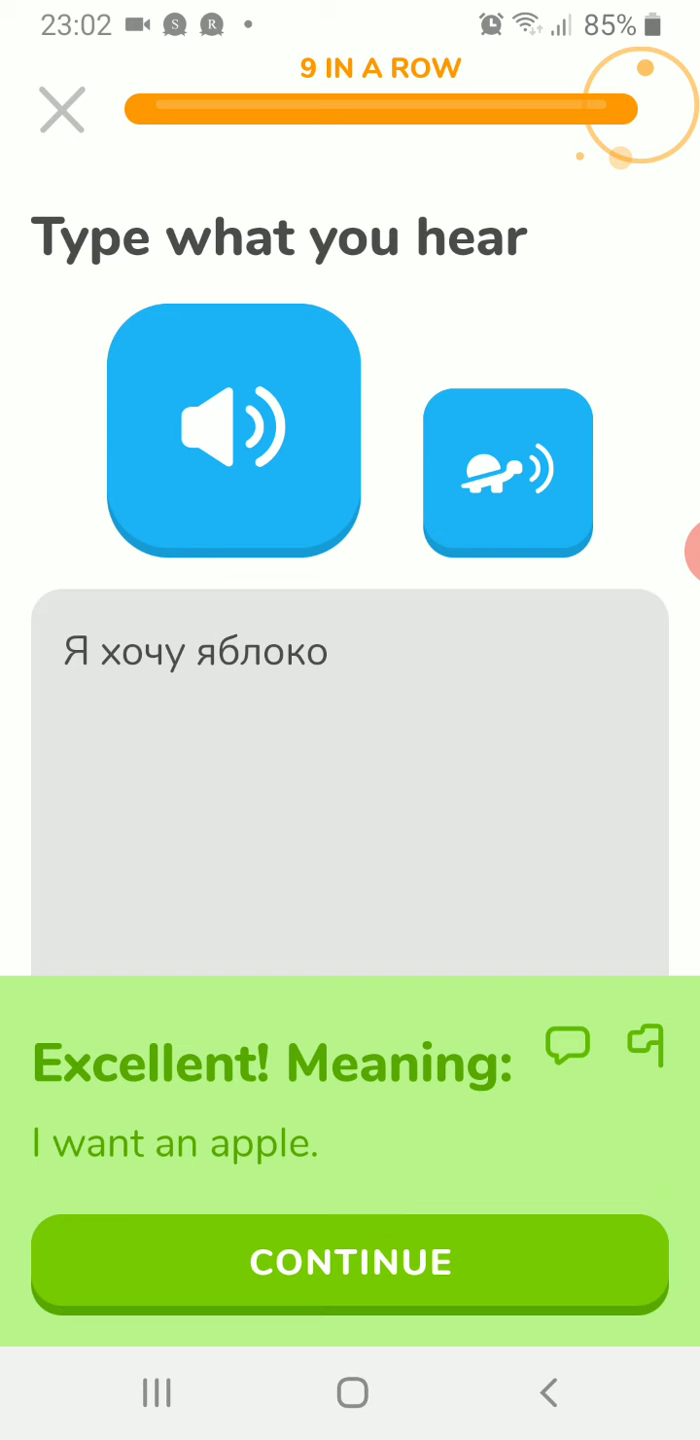 23:02 S R 85%
9 IN A ROW
Type what you hear
Я хочу яблоко
Excellent! Meaning:
I want an apple.
CONTINUE